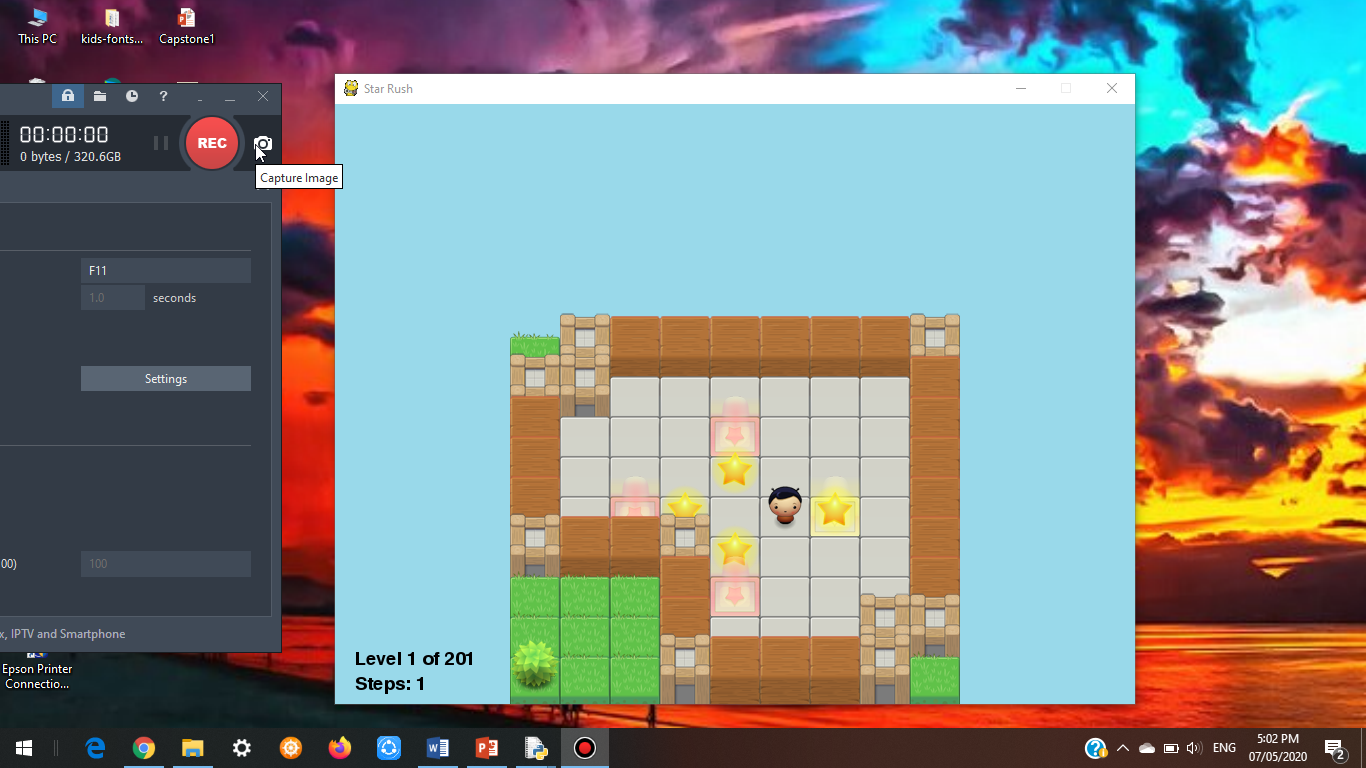 This PC
kids-fonts...
Capstone1
?
00:00:00
0 bytes / 320.6GB
REC
Capture Image
F11
1.0
seconds
Settings
00)
100
x, IPTV and Smartphone
Epson Printer
Connectio...
Star Rush
Level 1 of 201
Steps: 1
ENG
5:02 PM
07/05/2020
2